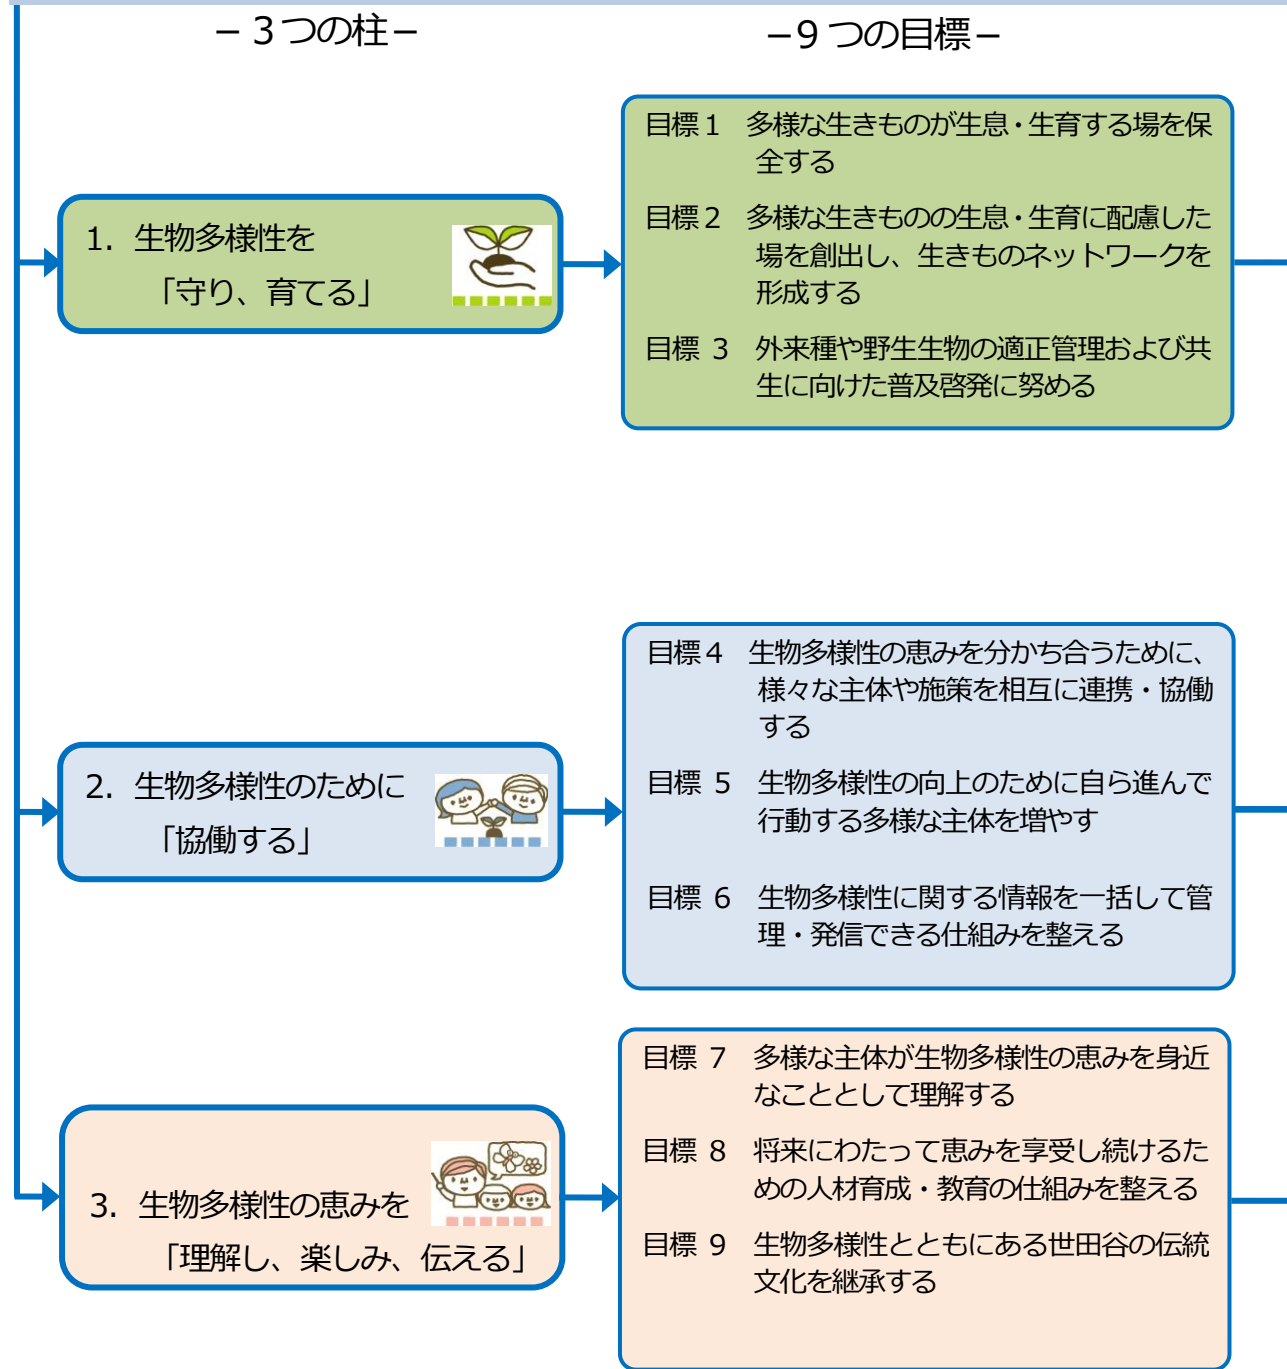 －３つの柱－
－9つの目標－
目標１　多様な生きものが生息・生育する場を保
全する
目標２　多様な生きものの生息・生育に配慮した
場を創出し、生きものネットワークを
形成する
目標 3　外来種や野生生物の適正管理および共
生に向けた普及啓発に努める
1. 生物多様性を
「守り、育てる」
目標４　生物多様性の恵みを分かち合うために、
様々な主体や施策を相互に連携・協働
する
目標 5　生物多様性の向上のために自ら進んで
行動する多様な主体を増やす
目標 6　生物多様性に関する情報を一括して管
理・発信できる仕組みを整える
2. 生物多様性のために
「協働する」
目標 7　多様な主体が生物多様性の恵みを身近
なこととして理解する
目標 8　将来にわたって恵みを享受し続けるた
めの人材育成・教育の仕組みを整える
目標 9　生物多様性とともにある世田谷の伝統
文化を継承する
3. 生物多様性の恵みを
「理解し、楽しみ、伝える」